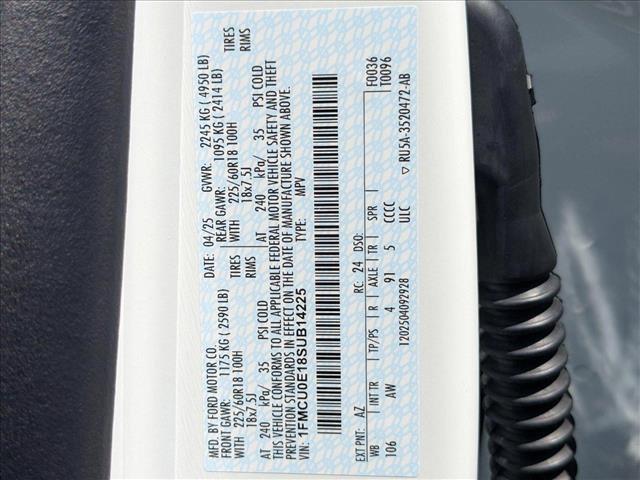 MFD. BY FORD MOTOR CO.
DATE: 04/25 GVWR: 2245 KG ( 4950 LB)
FRONT GAWR: 1175 KG ( 2590 LB) REAR GAWR: 1095 KG ( 2414 LB)
WITH 225/60R18 100H TIRES WITH 225/60R18 100H TIRES
18x7.5J RIMS 18x7.5J RIMS
AT 240 kPa/ 35 PSI COLD AT 240 kPa/ 35 PSI COLD
THIS VEHICLE CONFORMS TO ALL APPLICABLE FEDERAL MOTOR VEHICLE SAFETY AND THEFT
PREVENTION STANDARDS IN EFFECT ON THE DATE OF MANUFACTURE SHOWN ABOVE.
VIN: 1FMCU0E18SUB14225 TYPE: MPV
F0036
T0096
EXT PNT: AZ RC: 24 DSO:
WB INT TR TP/PS R AXLE TR SPR
106 AW 4 91 5 CCCC
1202504092928 ULC
▽ RU5A-3520472-AB